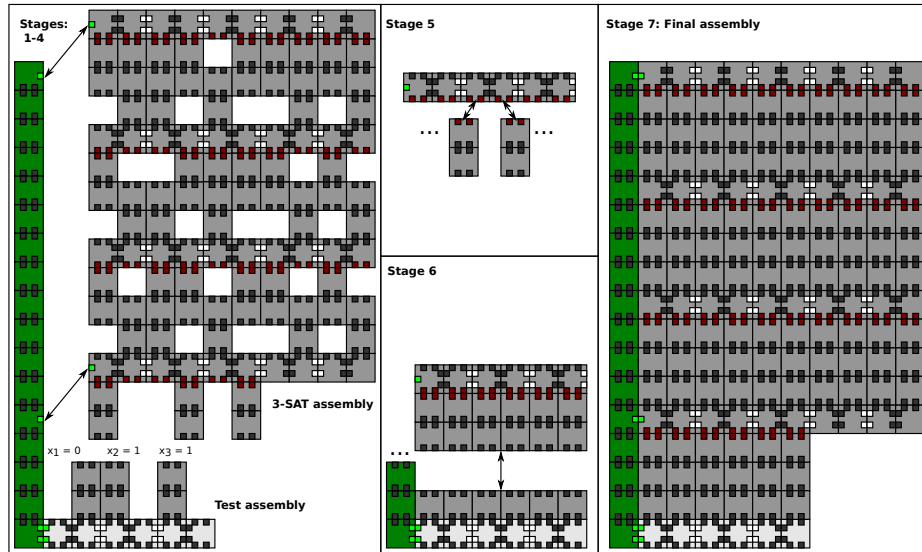 Stages:
1-4
3-SAT assembly
x1 = 0 x2 = 1 x3 = 1
Test assembly
Stage 5
... ...
Stage 6
...
Stage 7: Final assembly